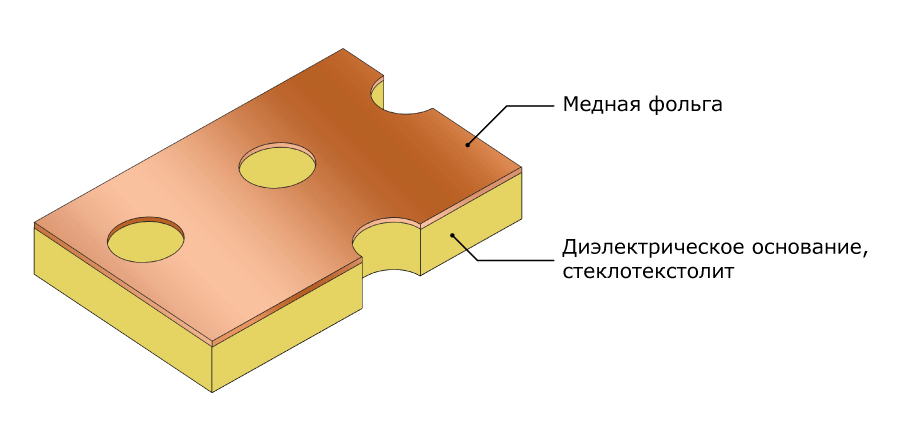 Медная фольга
Диэлектрическое основание,
стеклотекстолит